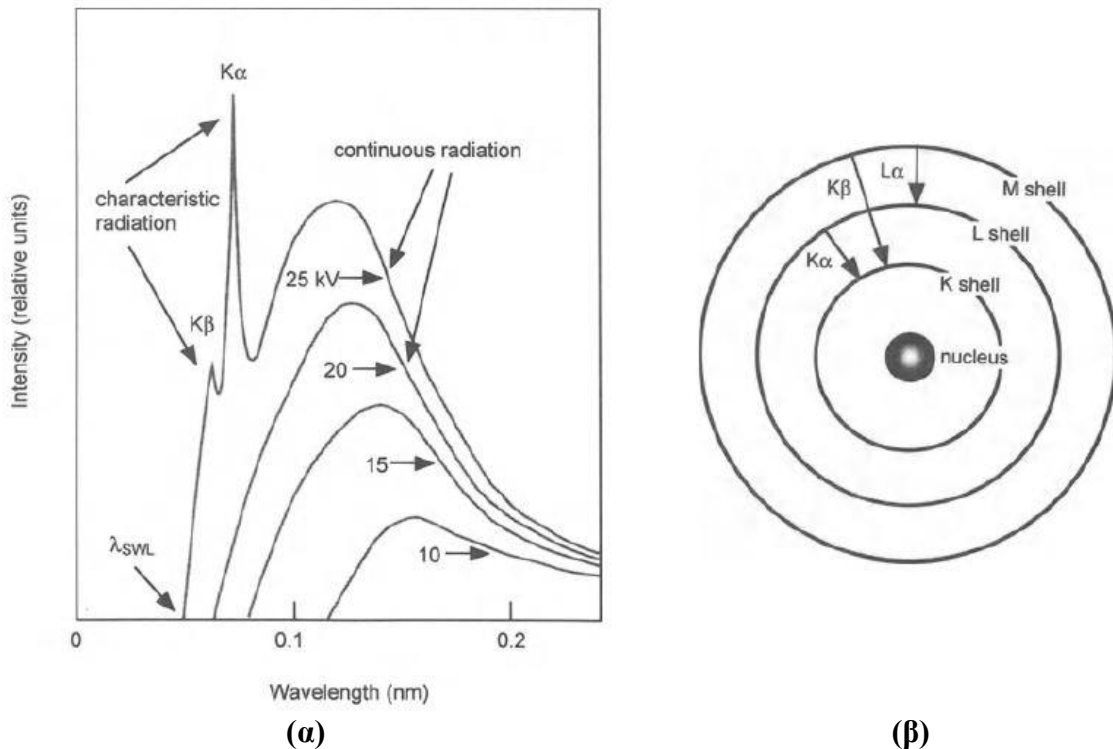 Kα
characteristic
radiation
continuous radiation
Kβ
25 kV
20
15
10
λSWL
Intensity (relative units)
0
0.1
0.2
Wavelength (nm)
(α)
Kβ
Lα
Kα
M shell
L shell
K shell
nucleus
(β)